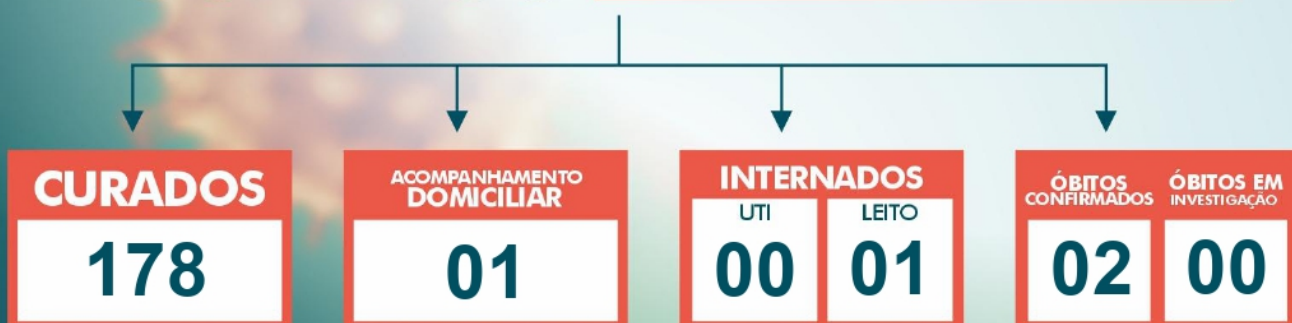 CURADOS
178
ACOMPANHAMENTO
DOMICILIAR
01
INTERNADOS
UTI
00
LEITO
01
ÓBITOS
CONFIRMADOS
02
ÓBITOS EM
INVESTIGAÇÃO
00